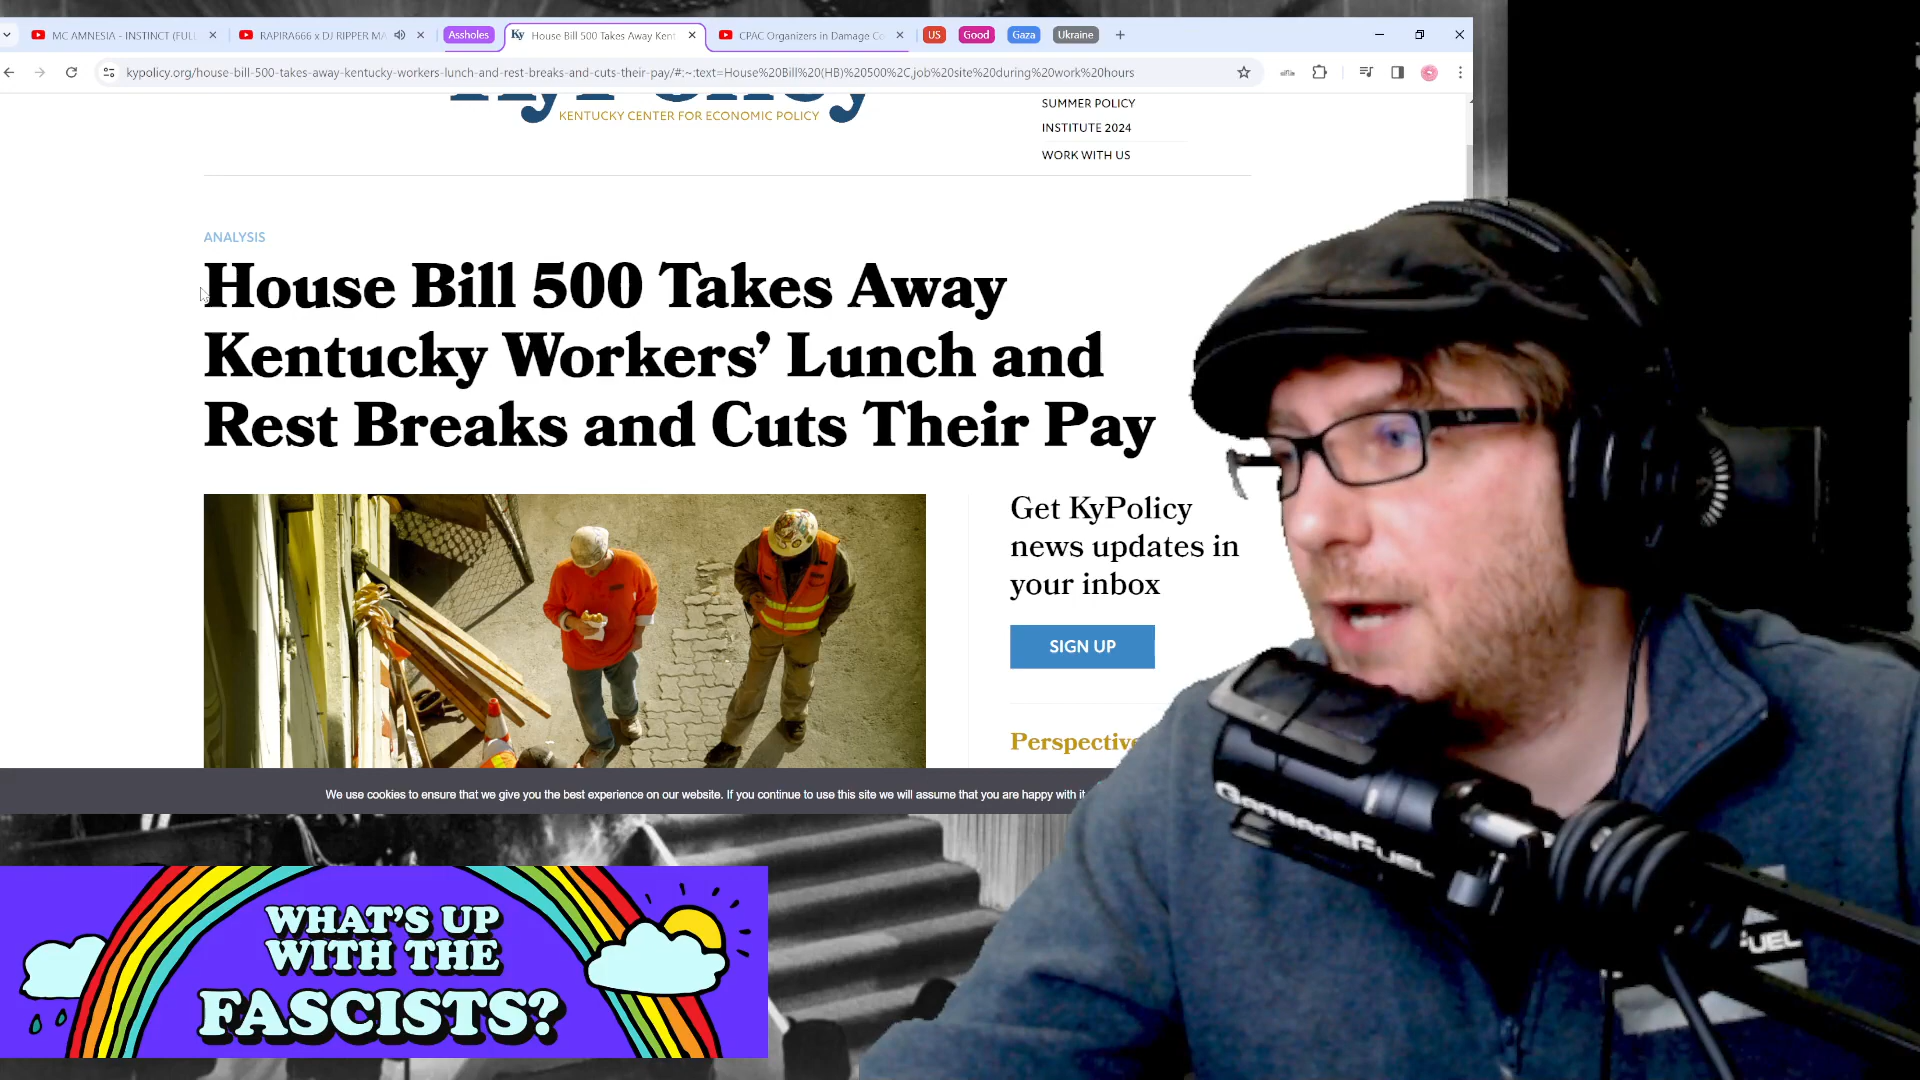 MC AMNESIA - INSTINCT (FULL
RAPIRA666 x DJ RIPPER MA
Assholes
Ky House Bill 500 Takes Away Kent
CPAC Organizers in Damage Co
US
Good
Gaza
Ukraine
kypolicy.org/house-bill-500-takes-away-kentucky-workers-lunch-and-rest-breaks-and-cuts-their-pay/#:~:text=House%20Bill%20(HB)%20500%2C,job%20site%20during%20work%20hours
KyPolicy
KENTUCKY CENTER FOR ECONOMIC POLICY
SUMMER POLICY
INSTITUTE 2024
WORK WITH US
ANALYSIS
House Bill 500 Takes Away
Kentucky Workers’ Lunch and
Rest Breaks and Cuts Their Pay
Get KyPolicy
news updates in
your inbox
SIGN UP
Perspective
We use cookies to ensure that we give you the best experience on our website. If you continue to use this site we will assume that you are happy with it
WHAT'S UP
WITH THE
FASCISTS?
GARBAGEFUEL
FUEL